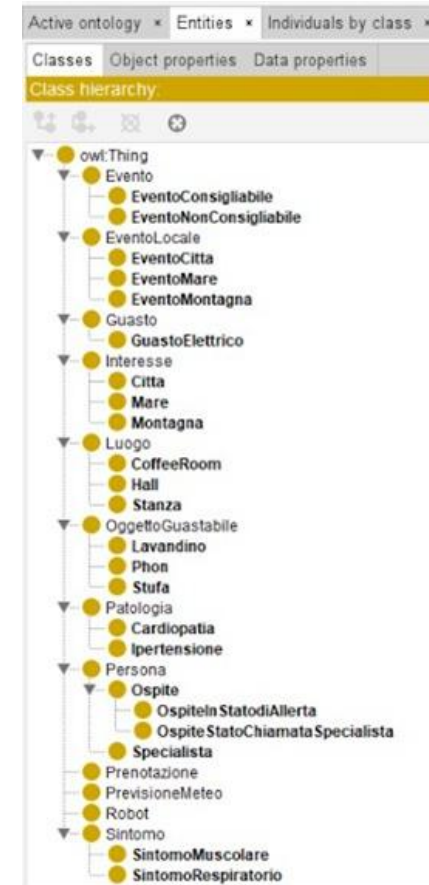 Active ontology × Entities × Individuals by class ×
Classes Object properties Data properties
Class hierarchy:
owl:Thing
Evento
EventoConsigliabile
EventoNonConsigliabile
EventoLocale
EventoCitta
EventoMare
EventoMontagna
Guasto
GuastoElettrico
Interesse
Citta
Mare
Montagna
Luogo
CoffeeRoom
Hall
Stanza
OggettoGuastabile
Lavandino
Phon
Stufa
Patologia
Cardiopatia
Ipertensione
Persona
Ospite
OspiteInStatodiAllerta
OspiteStatoChiamataSpecialista
Specialista
Prenotazione
PrevisioneMeteo
Robot
Sintomo
SintomoMuscolare
SintomoRespiratorio